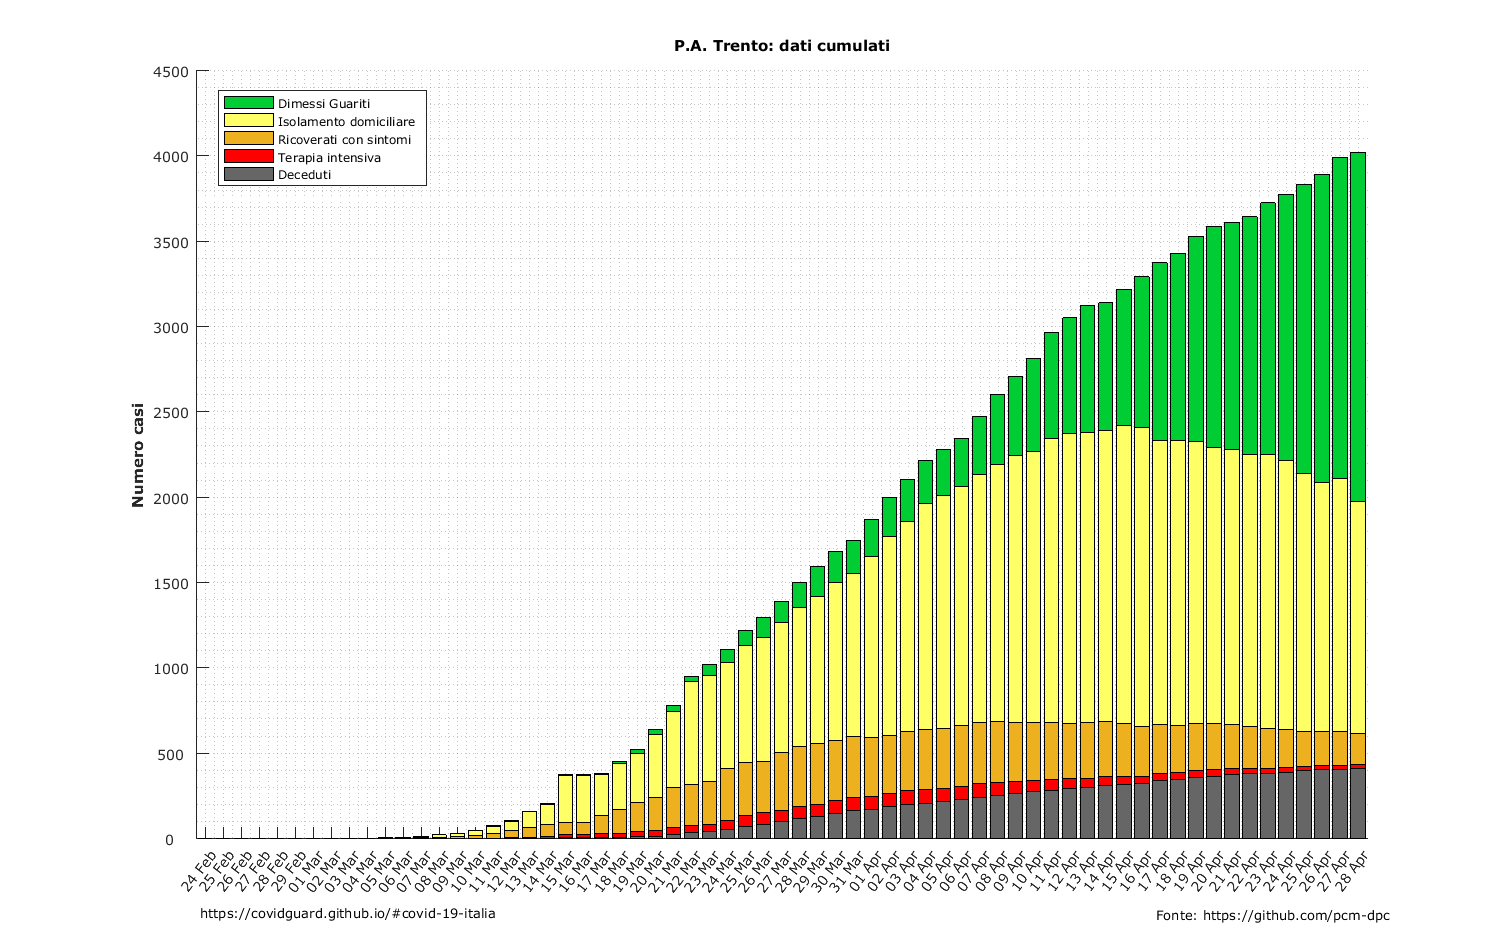 P.A. Trento: dati cumulati
4500
4000
3500
3000
2500
2000
1500
1000
500
0
Numero casi
Dimessi Guariti
Isolamento domiciliare
Ricoverati con sintomi
Terapia intensiva
Deceduti
24 Feb
25 Feb
26 Feb
27 Feb
28 Feb
29 Feb
01 Mar
02 Mar
03 Mar
04 Mar
05 Mar
06 Mar
07 Mar
08 Mar
09 Mar
10 Mar
11 Mar
12 Mar
13 Mar
14 Mar
15 Mar
16 Mar
17 Mar
18 Mar
19 Mar
20 Mar
21 Mar
22 Mar
23 Mar
24 Mar
25 Mar
26 Mar
27 Mar
28 Mar
29 Mar
30 Mar
31 Mar
01 Apr
02 Apr
03 Apr
04 Apr
05 Apr
06 Apr
07 Apr
08 Apr
09 Apr
10 Apr
11 Apr
12 Apr
13 Apr
14 Apr
15 Apr
16 Apr
17 Apr
18 Apr
19 Apr
20 Apr
21 Apr
22 Apr
23 Apr
24 Apr
25 Apr
26 Apr
27 Apr
28 Apr
https://covidguard.github.io/#covid-19-italia
Fonte: https://github.com/pcm-dpc